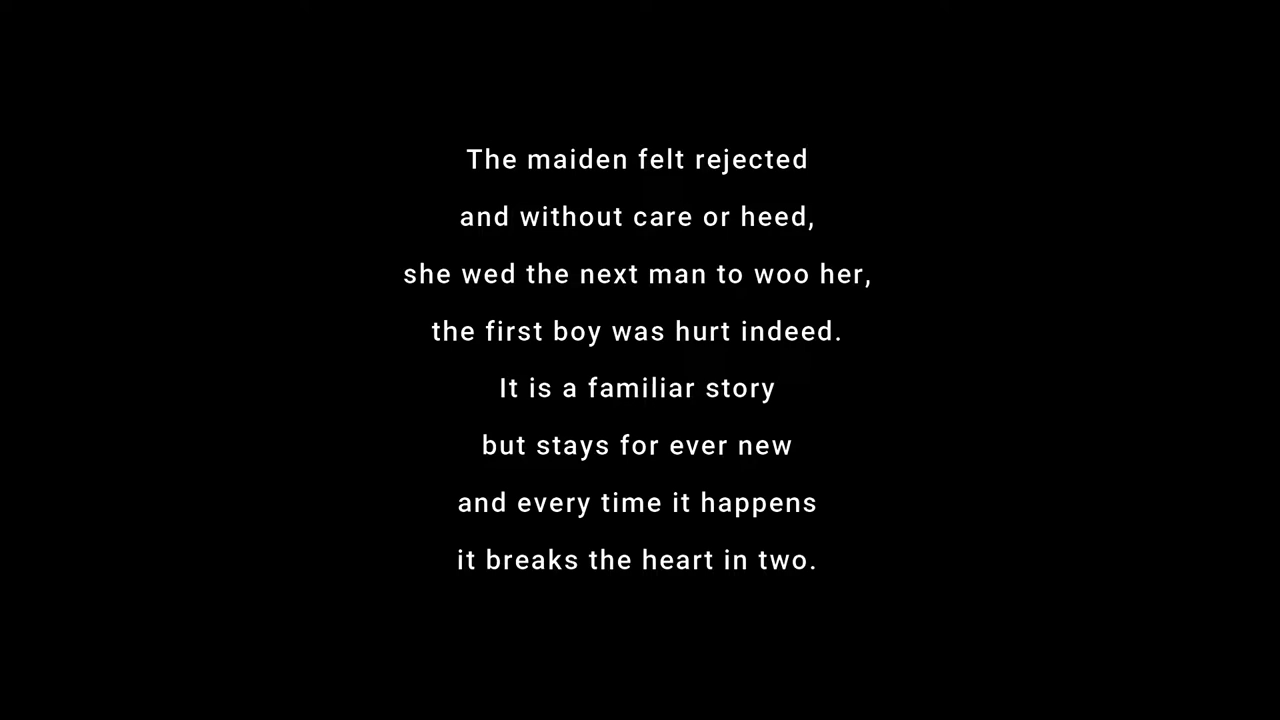 The maiden felt rejected
and without care or heed,
she wed the next man to woo her,
the first boy was hurt indeed.
It is a familiar story
but stays for ever new
and every time it happens
it breaks the heart in two.